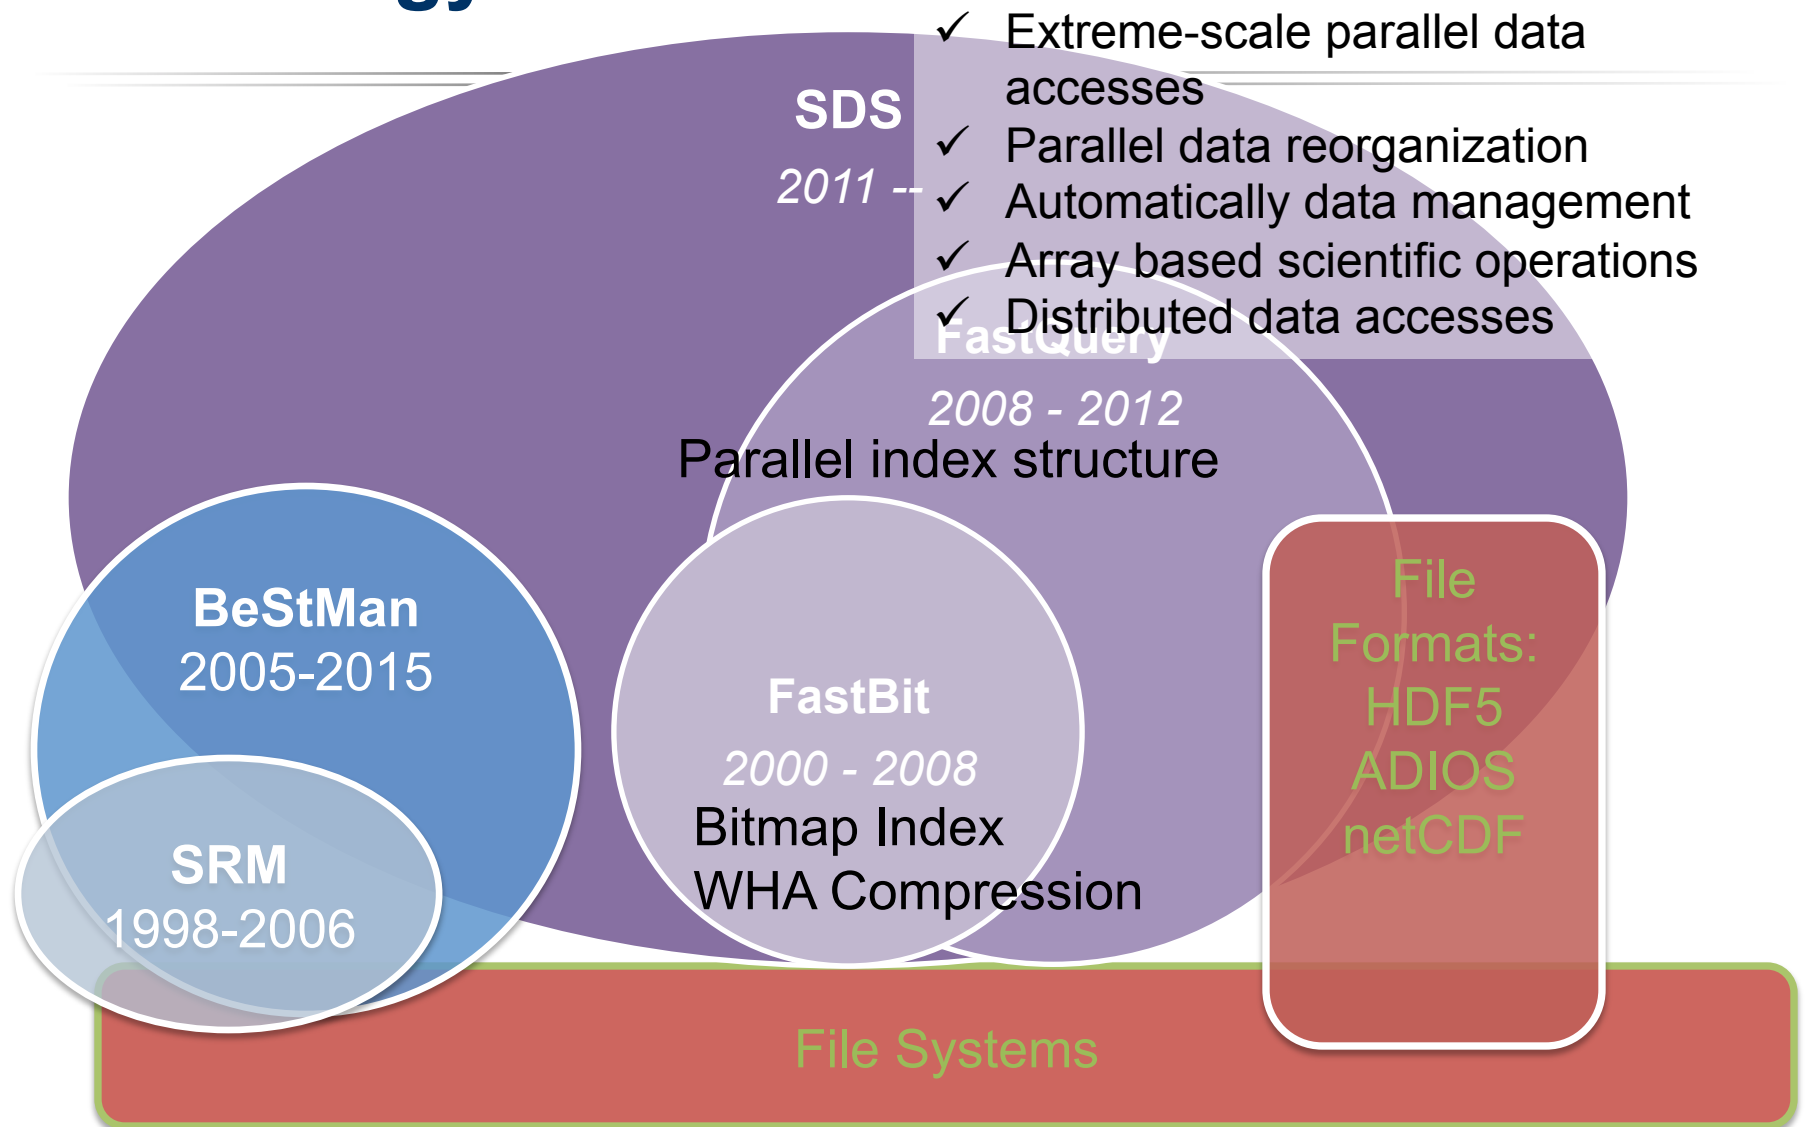 ✓ Extreme-scale parallel data
accesses
✓ Parallel data reorganization
✓ Automatically data management
✓ Array based scientific operations
✓ Distributed data accesses
SDS
2011 --
FastQuery
2008 - 2012
Parallel index structure
BeStMan
2005-2015
SRM
1998-2006
FastBit
2000 - 2008
Bitmap Index
WHA Compression
File
Formats:
HDF5
ADIOS
netCDF
File Systems